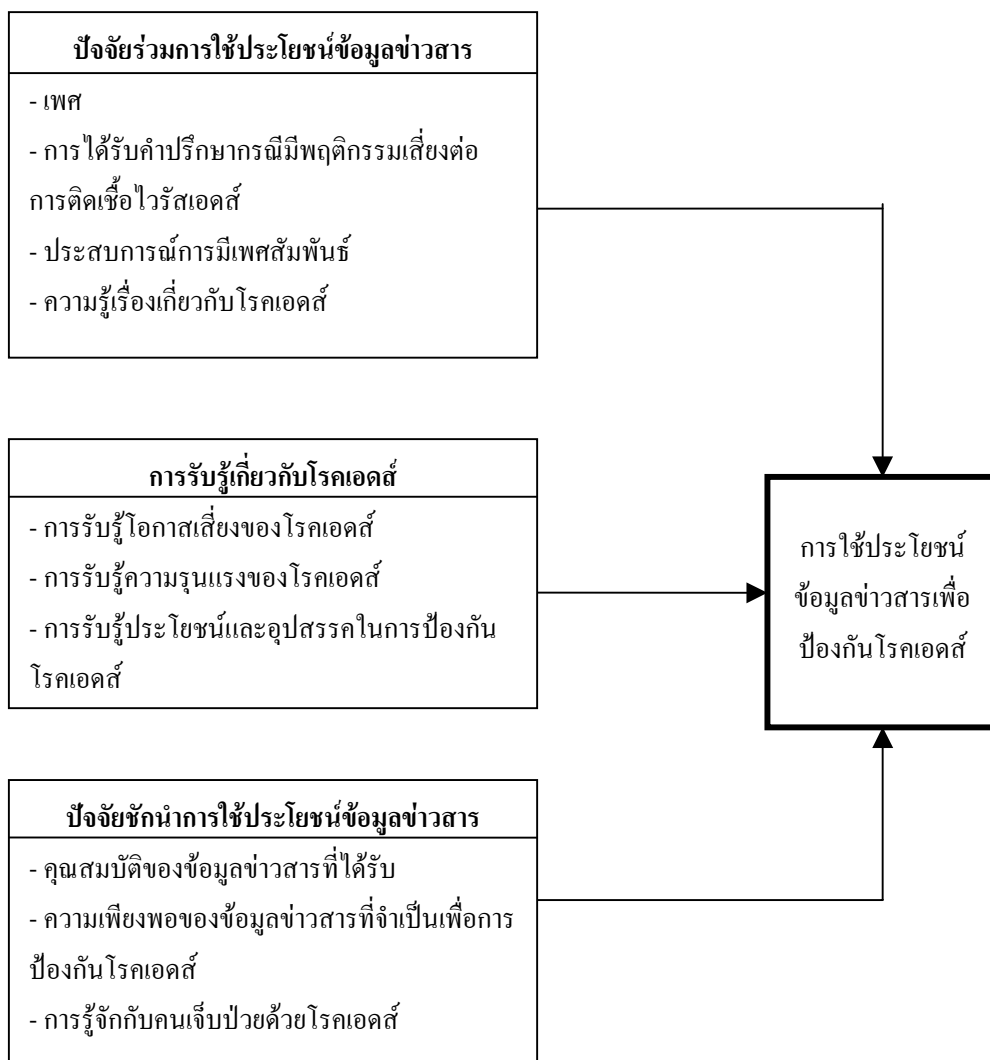 ปัจจัยร่วมการใช้ประโยชน์ข้อมูลข่าวสาร
- เพศ
- การได้รับคำปรึกษากรณีมีพฤติกรรมเสี่ยงต่อ
การติดเชื้อไวรัสเอดส์
- ประสบการณ์การมีเพศสัมพันธ์
- ความรู้เรื่องเกี่ยวกับโรคเอดส์
การรับรู้เกี่ยวกับโรคเอดส์
- การรับรู้โอกาสเสี่ยงของโรคเอดส์
- การรับรู้ความรุนแรงของโรคเอดส์
- การรับรู้ประโยชน์และอุปสรรคในการป้องกัน
โรคเอดส์
การใช้ประโยชน์
ข้อมูลข่าวสารเพื่อ
ป้องกันโรคเอดส์
ปัจจัยชักนำการใช้ประโยชน์ข้อมูลข่าวสาร
- คุณสมบัติของข้อมูลข่าวสารที่ได้รับ
- ความเพียงพอของข้อมูลข่าวสารที่จำเป็นเพื่อการ
ป้องกันโรคเอดส์
- การรู้จักกับคนเจ็บป่วยด้วยโรคเอดส์